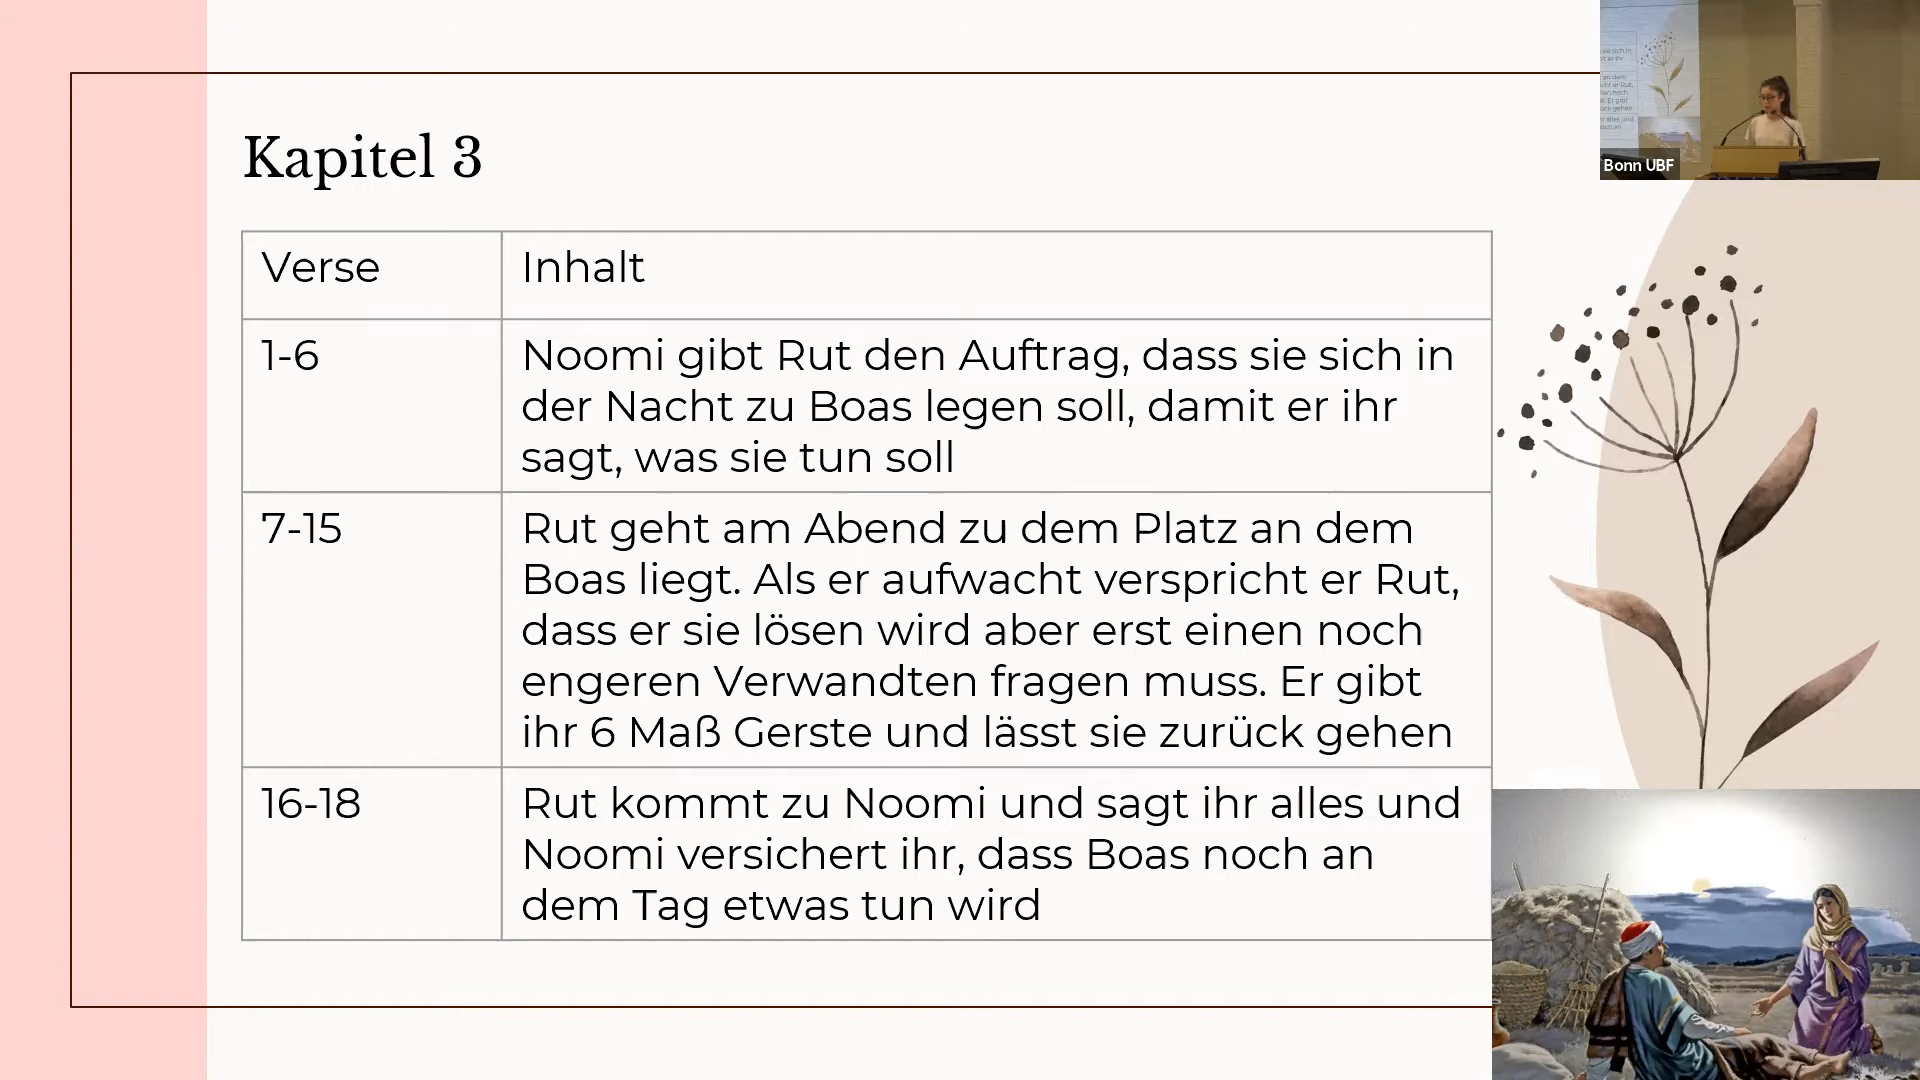 Kapitel 3
Verse
Inhalt
1-6
Noomi gibt Rut den Auftrag, dass sie sich in
der Nacht zu Boas legen soll, damit er ihr
sagt, was sie tun soll
7-15
Rut geht am Abend zu dem Platz an dem
Boas liegt. Als er aufwacht verspricht er Rut,
dass er sie lösen wird aber erst einen noch
engeren Verwandten fragen muss. Er gibt
ihr 6 Maß Gerste und lässt sie zurück gehen
16-18
Rut kommt zu Noomi und sagt ihr alles und
Noomi versichert ihr, dass Boas noch an
dem Tag etwas tun wird
Bonn UBF